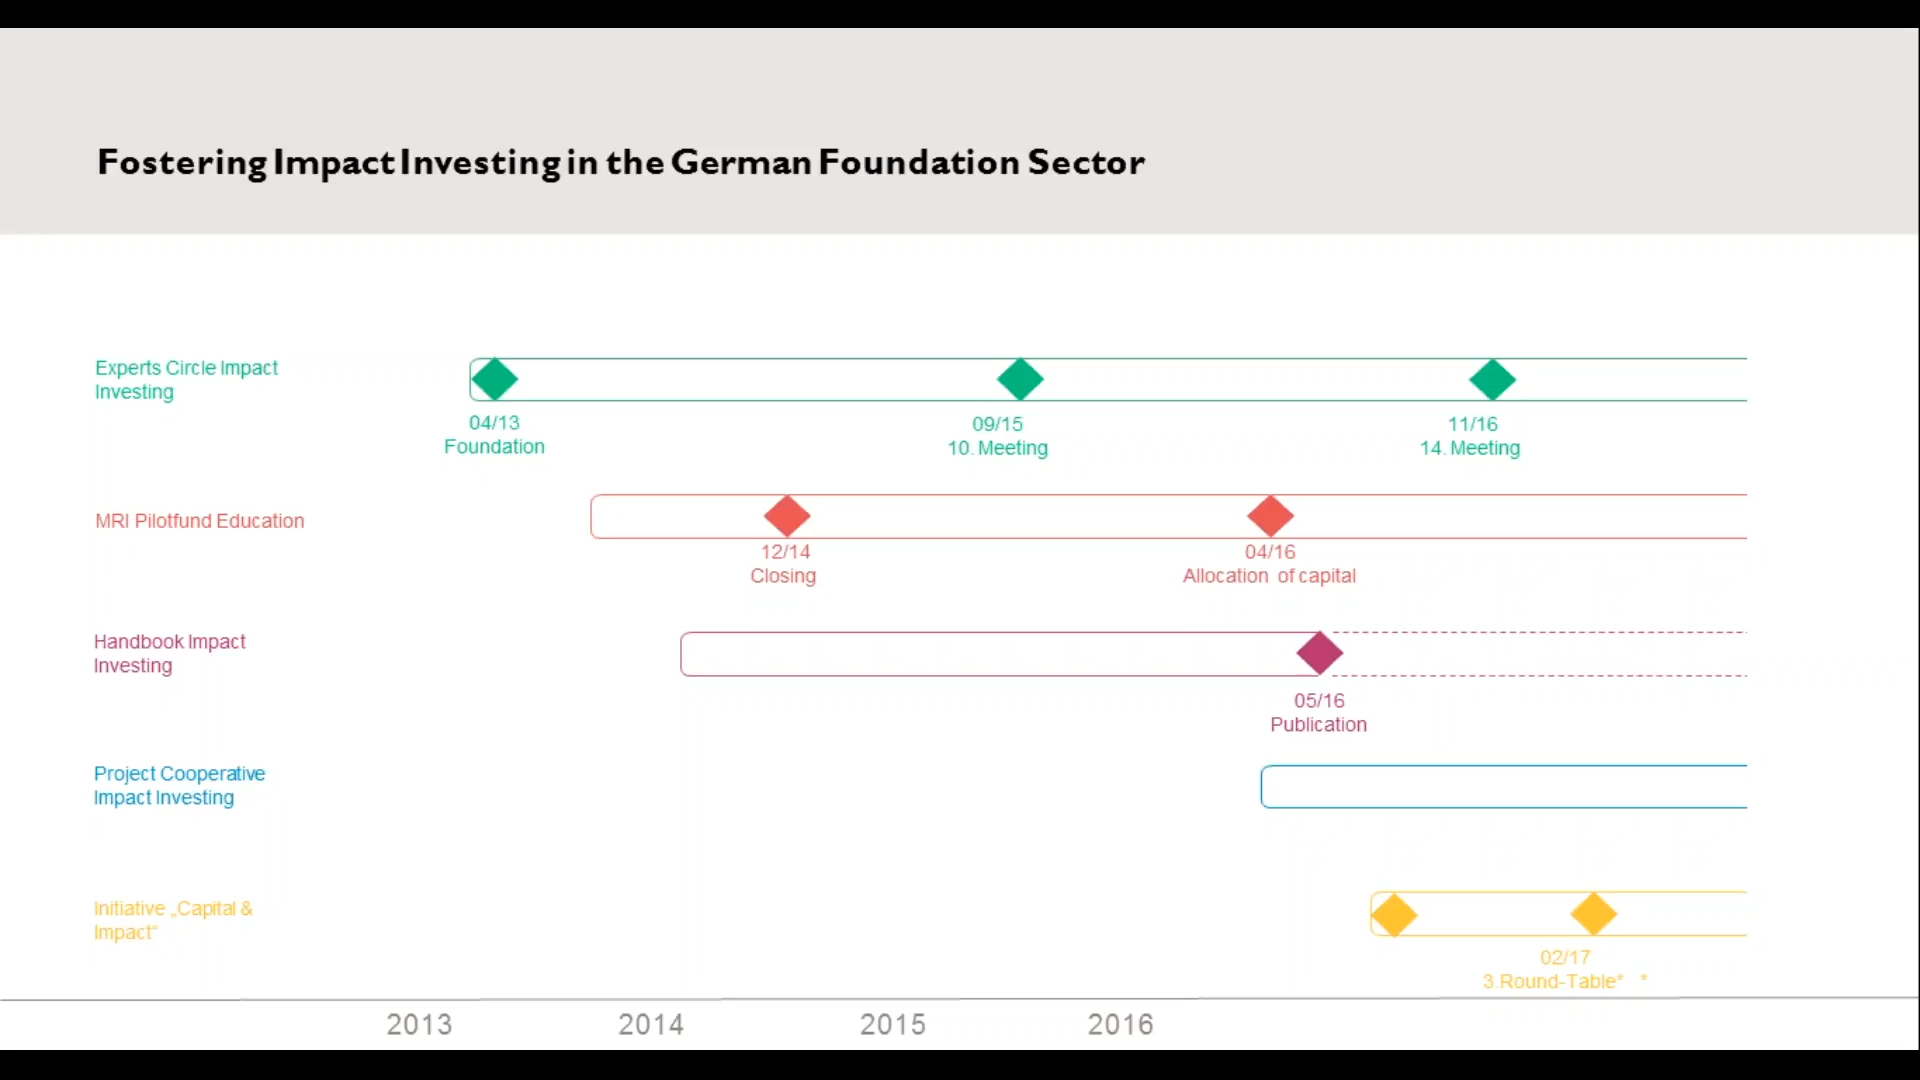 Fostering Impact Investing in the German Foundation Sector
Experts Circle Impact
Investing
04/13
Foundation
09/15
10. Meeting
11/16
14. Meeting
MRI Pilotfund Education
12/14
Closing
04/16
Allocation of capital
Handbook Impact
Investing
05/16
Publication
Project Cooperative
Impact Investing
Initiative „Capital &
Impact“
02/17
3.Round-Table* *
2013 2014 2015 2016